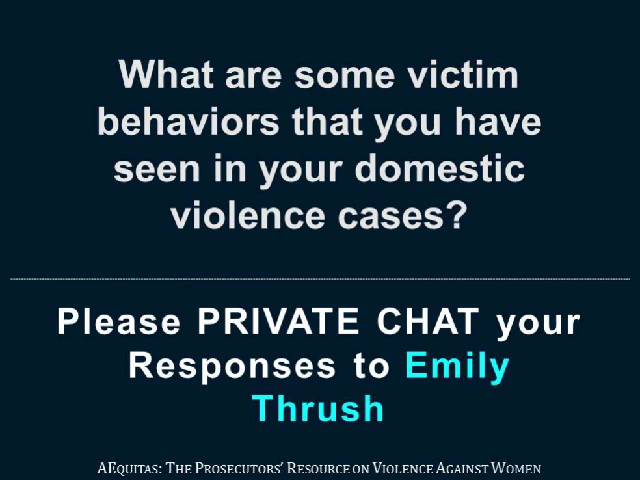 What are some victim
behaviors that you have
seen in your domestic
violence cases?
Please PRIVATE CHAT your
Responses to Emily
Thrush
AEQUITAS: THE PROSECUTORS’ RESOURCE ON VIOLENCE AGAINST WOMEN